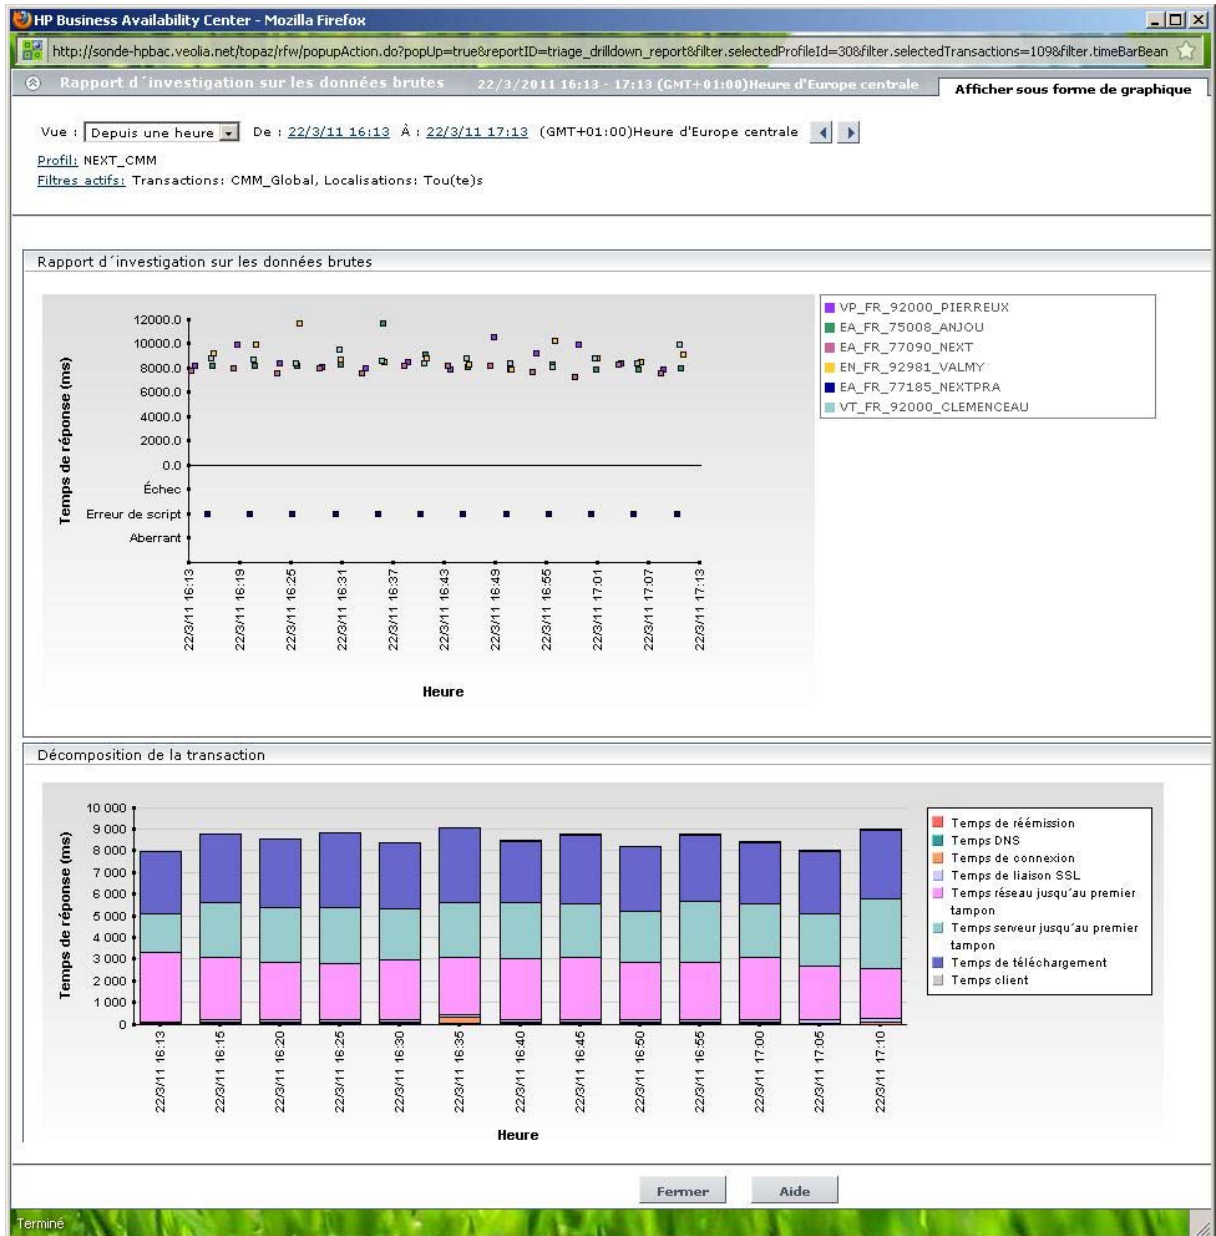 HP Business Availability Center - Mozilla Firefox
http://sonde-hpbac.veolia.net/topaz/rfw/popupAction.do?popUp=true&reportID=triage_drilldown_report&filter.selectedProfileId=30&filter.selectedTransactions=109&filter.timeBarBean
Rapport d´investigation sur les données brutes 22/3/2011 16:13 - 17:13 (GMT+01:00)Heure d'Europe centrale Afficher sous forme de graphique
Vue : Depuis une heure De : 22/3/11 16:13 À : 22/3/11 17:13 (GMT+01:00)Heure d'Europe centrale
Profil: NEXT_CMM
Filtres actifs: Transactions: CMM_Global, Localisations: Tou(te)s
Rapport d´investigation sur les données brutes
Temps de réponse (ms)
12000.0
10000.0
8000.0
6000.0
4000.0
2000.0
0.0
Échec
Erreur de script
Aberrant
22/3/11 16:13
22/3/11 16:19
22/3/11 16:25
22/3/11 16:31
22/3/11 16:37
22/3/11 16:43
22/3/11 16:49
22/3/11 16:55
22/3/11 17:01
22/3/11 17:07
22/3/11 17:13
Heure
VP_FR_92000_PIERREUX
EA_FR_75008_ANJOU
EA_FR_77090_NEXT
EN_FR_92981_VALMY
EA_FR_77185_NEXTPRA
VT_FR_92000_CLEMENCEAU
Décomposition de la transaction
Temps de réponse (ms)
10 000
9 000
8 000
7 000
6 000
5 000
4 000
3 000
2 000
1 000
0
22/3/11 16:13
22/3/11 16:15
22/3/11 16:20
22/3/11 16:25
22/3/11 16:30
22/3/11 16:35
22/3/11 16:40
22/3/11 16:45
22/3/11 16:50
22/3/11 16:55
22/3/11 17:00
22/3/11 17:05
22/3/11 17:10
Heure
Temps de réémission
Temps DNS
Temps de connexion
Temps de liaison SSL
Temps réseau jusqu´au premier
tampon
Temps serveur jusqu´au premier
tampon
Temps de téléchargement
Temps client
Fermer Aide
Terminé